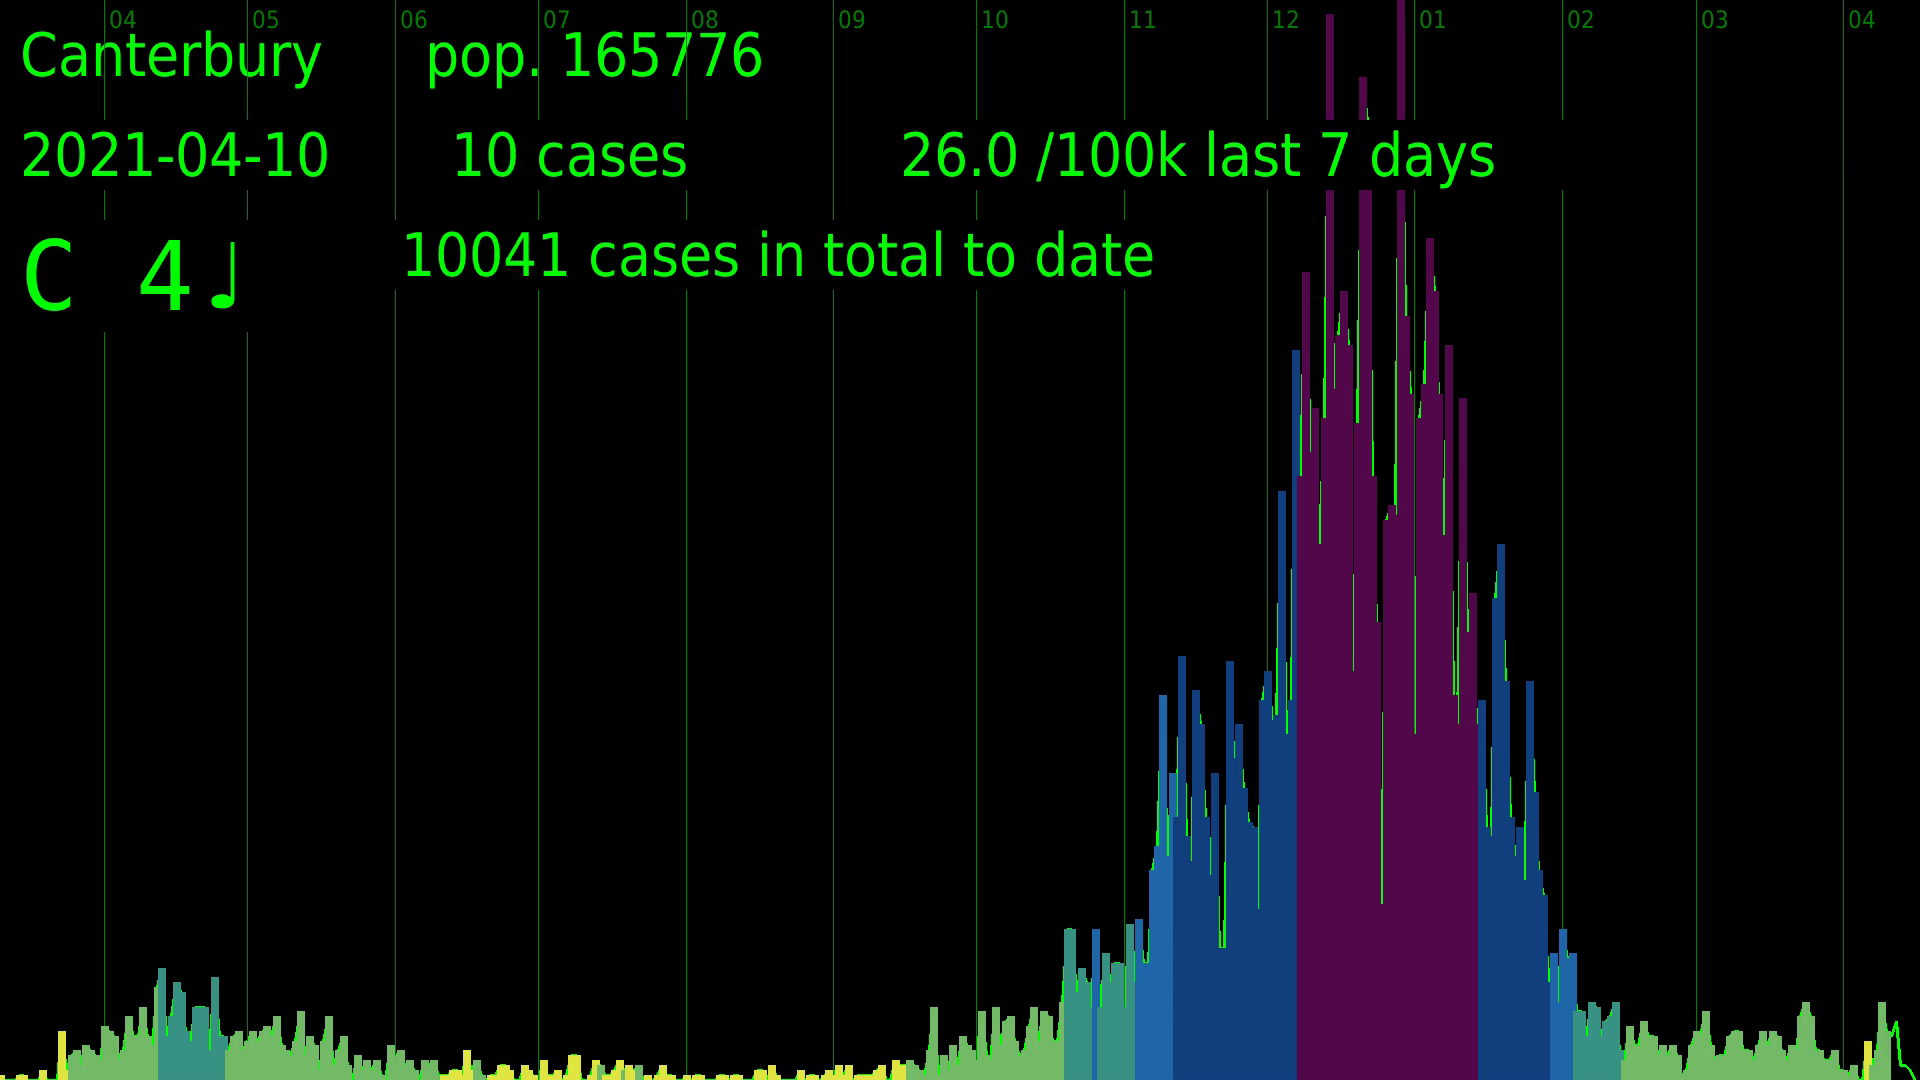 04 05 06 07 08 09 10 11 12 01 02 03 04
Canterbury pop. 165776
2021-04-10 10 cases 26.0 /100k last 7 days
C 4♩ 10041 cases in total to date